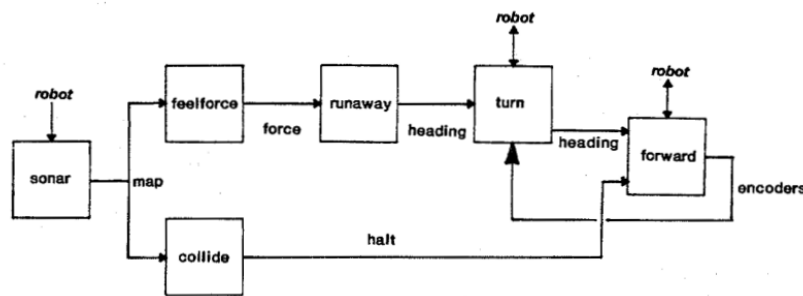 robot
robot
robot
feelforce
runaway
turn
force
heading
heading
forward
sonar
map
encoders
halt
collide